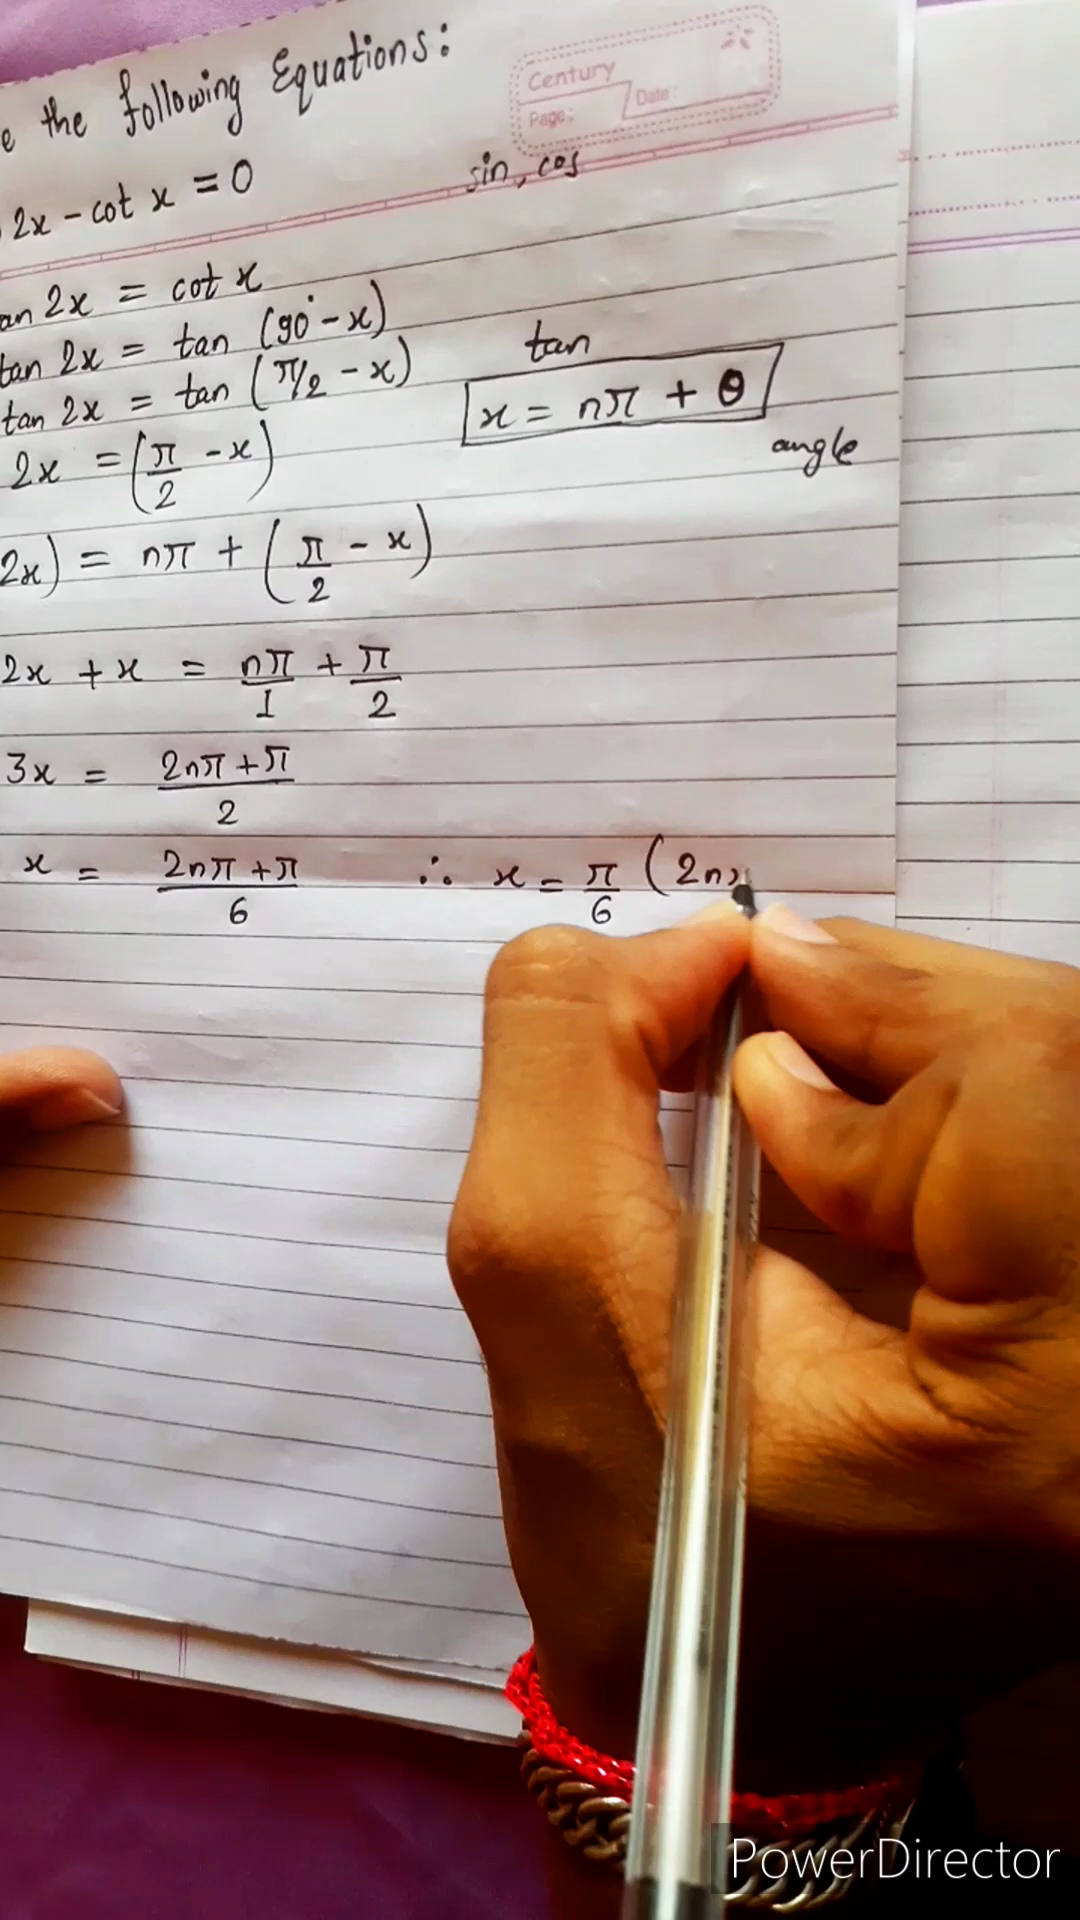 e the following Equations:
Century
Page: Date:
2x - cot x = 0
sin, cos
an 2x = cot x
tan 2x = tan (90° - x)
tan 2x = tan (π/2 - x)
tan
x = nπ + θ
angle
2x = (π/2 - x)
2x) = nπ + (π/2 - x)
2x + x = nπ/1 + π/2
3x = 2nπ + π/2
x = 2nπ + π/6 ∴ x = π/6 (2n
PowerDirector